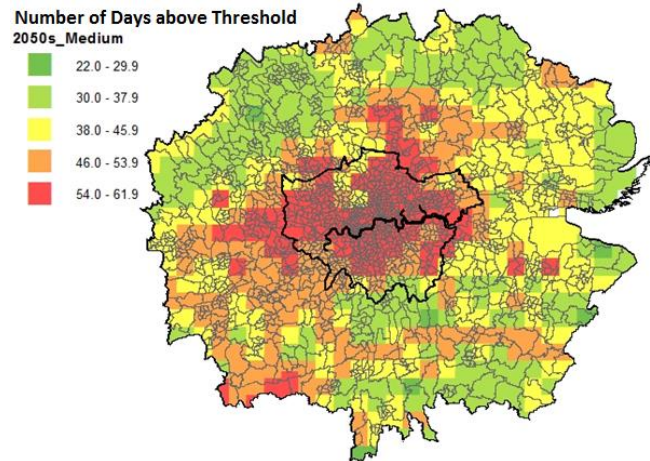 Number of Days above Threshold
2050s_Medium
22.0 - 29.9
30.0 - 37.9
38.0 - 45.9
46.0 - 53.9
54.0 - 61.9